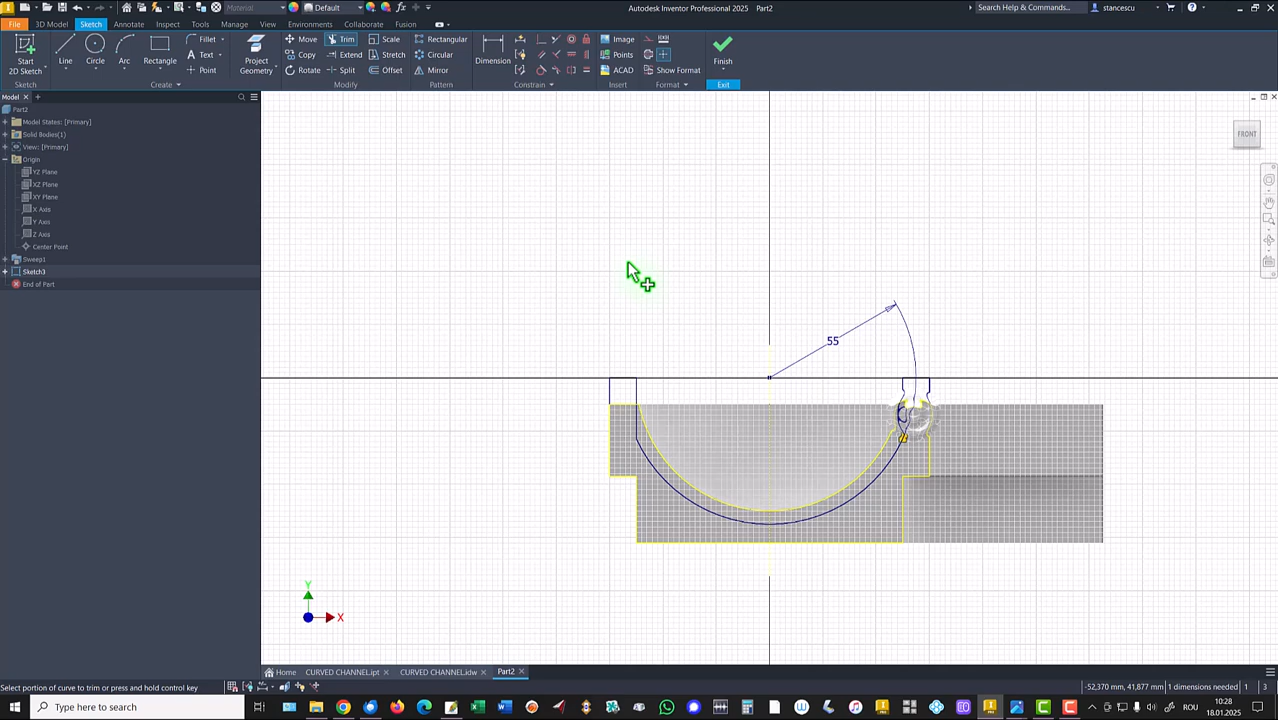 Material
Default
Autodesk Inventor Professional 2025 Part2
Search Help & Commands...
stancescu
File 3D Model Sketch Annotate Inspect Tools Manage View Environments Get Started Vault Collaborate Fusion
Start
2D Sketch
Line
Circle
Arc
Rectangle
Fillet
Text
Point
Project
Geometry
Move
Copy
Rotate
Trim
Extend
Split
Scale
Stretch
Offset
Rectangular
Circular
Mirror
Dimension
Image
Points
ACAD
Show Format
Finish
Sketch
Create
Modify
Pattern
Constrain
Insert
Format
Exit
Model
Part2
Model States: [Primary]
Solid Bodies(1)
View: [Primary]
Origin
YZ Plane
XZ Plane
XY Plane
X Axis
Y Axis
Z Axis
Center Point
Sweep1
Sketch3
End of Part
FRONT
55
Y
X
Home
CURVED CHANNEL.ipt
CURVED CHANNEL.idw
Part2
Select portion of curve to trim or press and hold control key
-52,370 mm, 41,877 mm
1 dimensions needed
1
3
Type here to search
ROU
10:28
18.01.2025